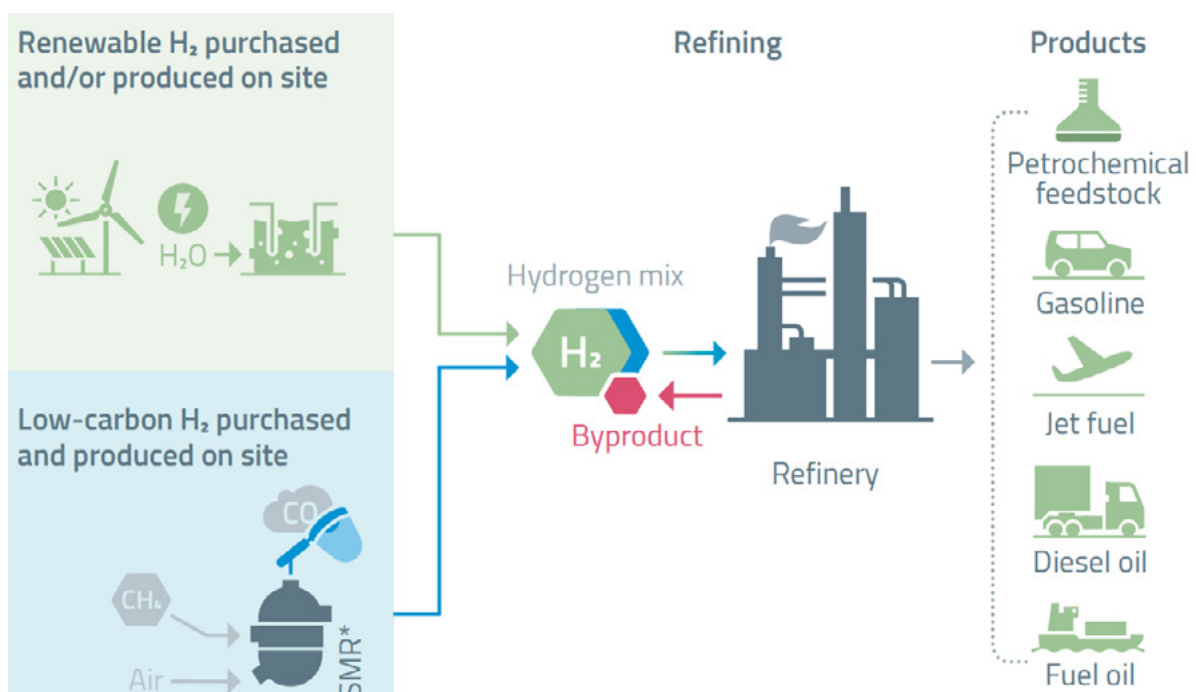 Renewable H₂ purchased
and/or produced on site
H₂O
Low-carbon H₂ purchased
and produced on site
CH₄
Air
SMR*
Refining
Hydrogen mix
H₂
Byproduct
Refinery
Products
Petrochemical
feedstock
Gasoline
Jet fuel
Diesel oil
Fuel oil